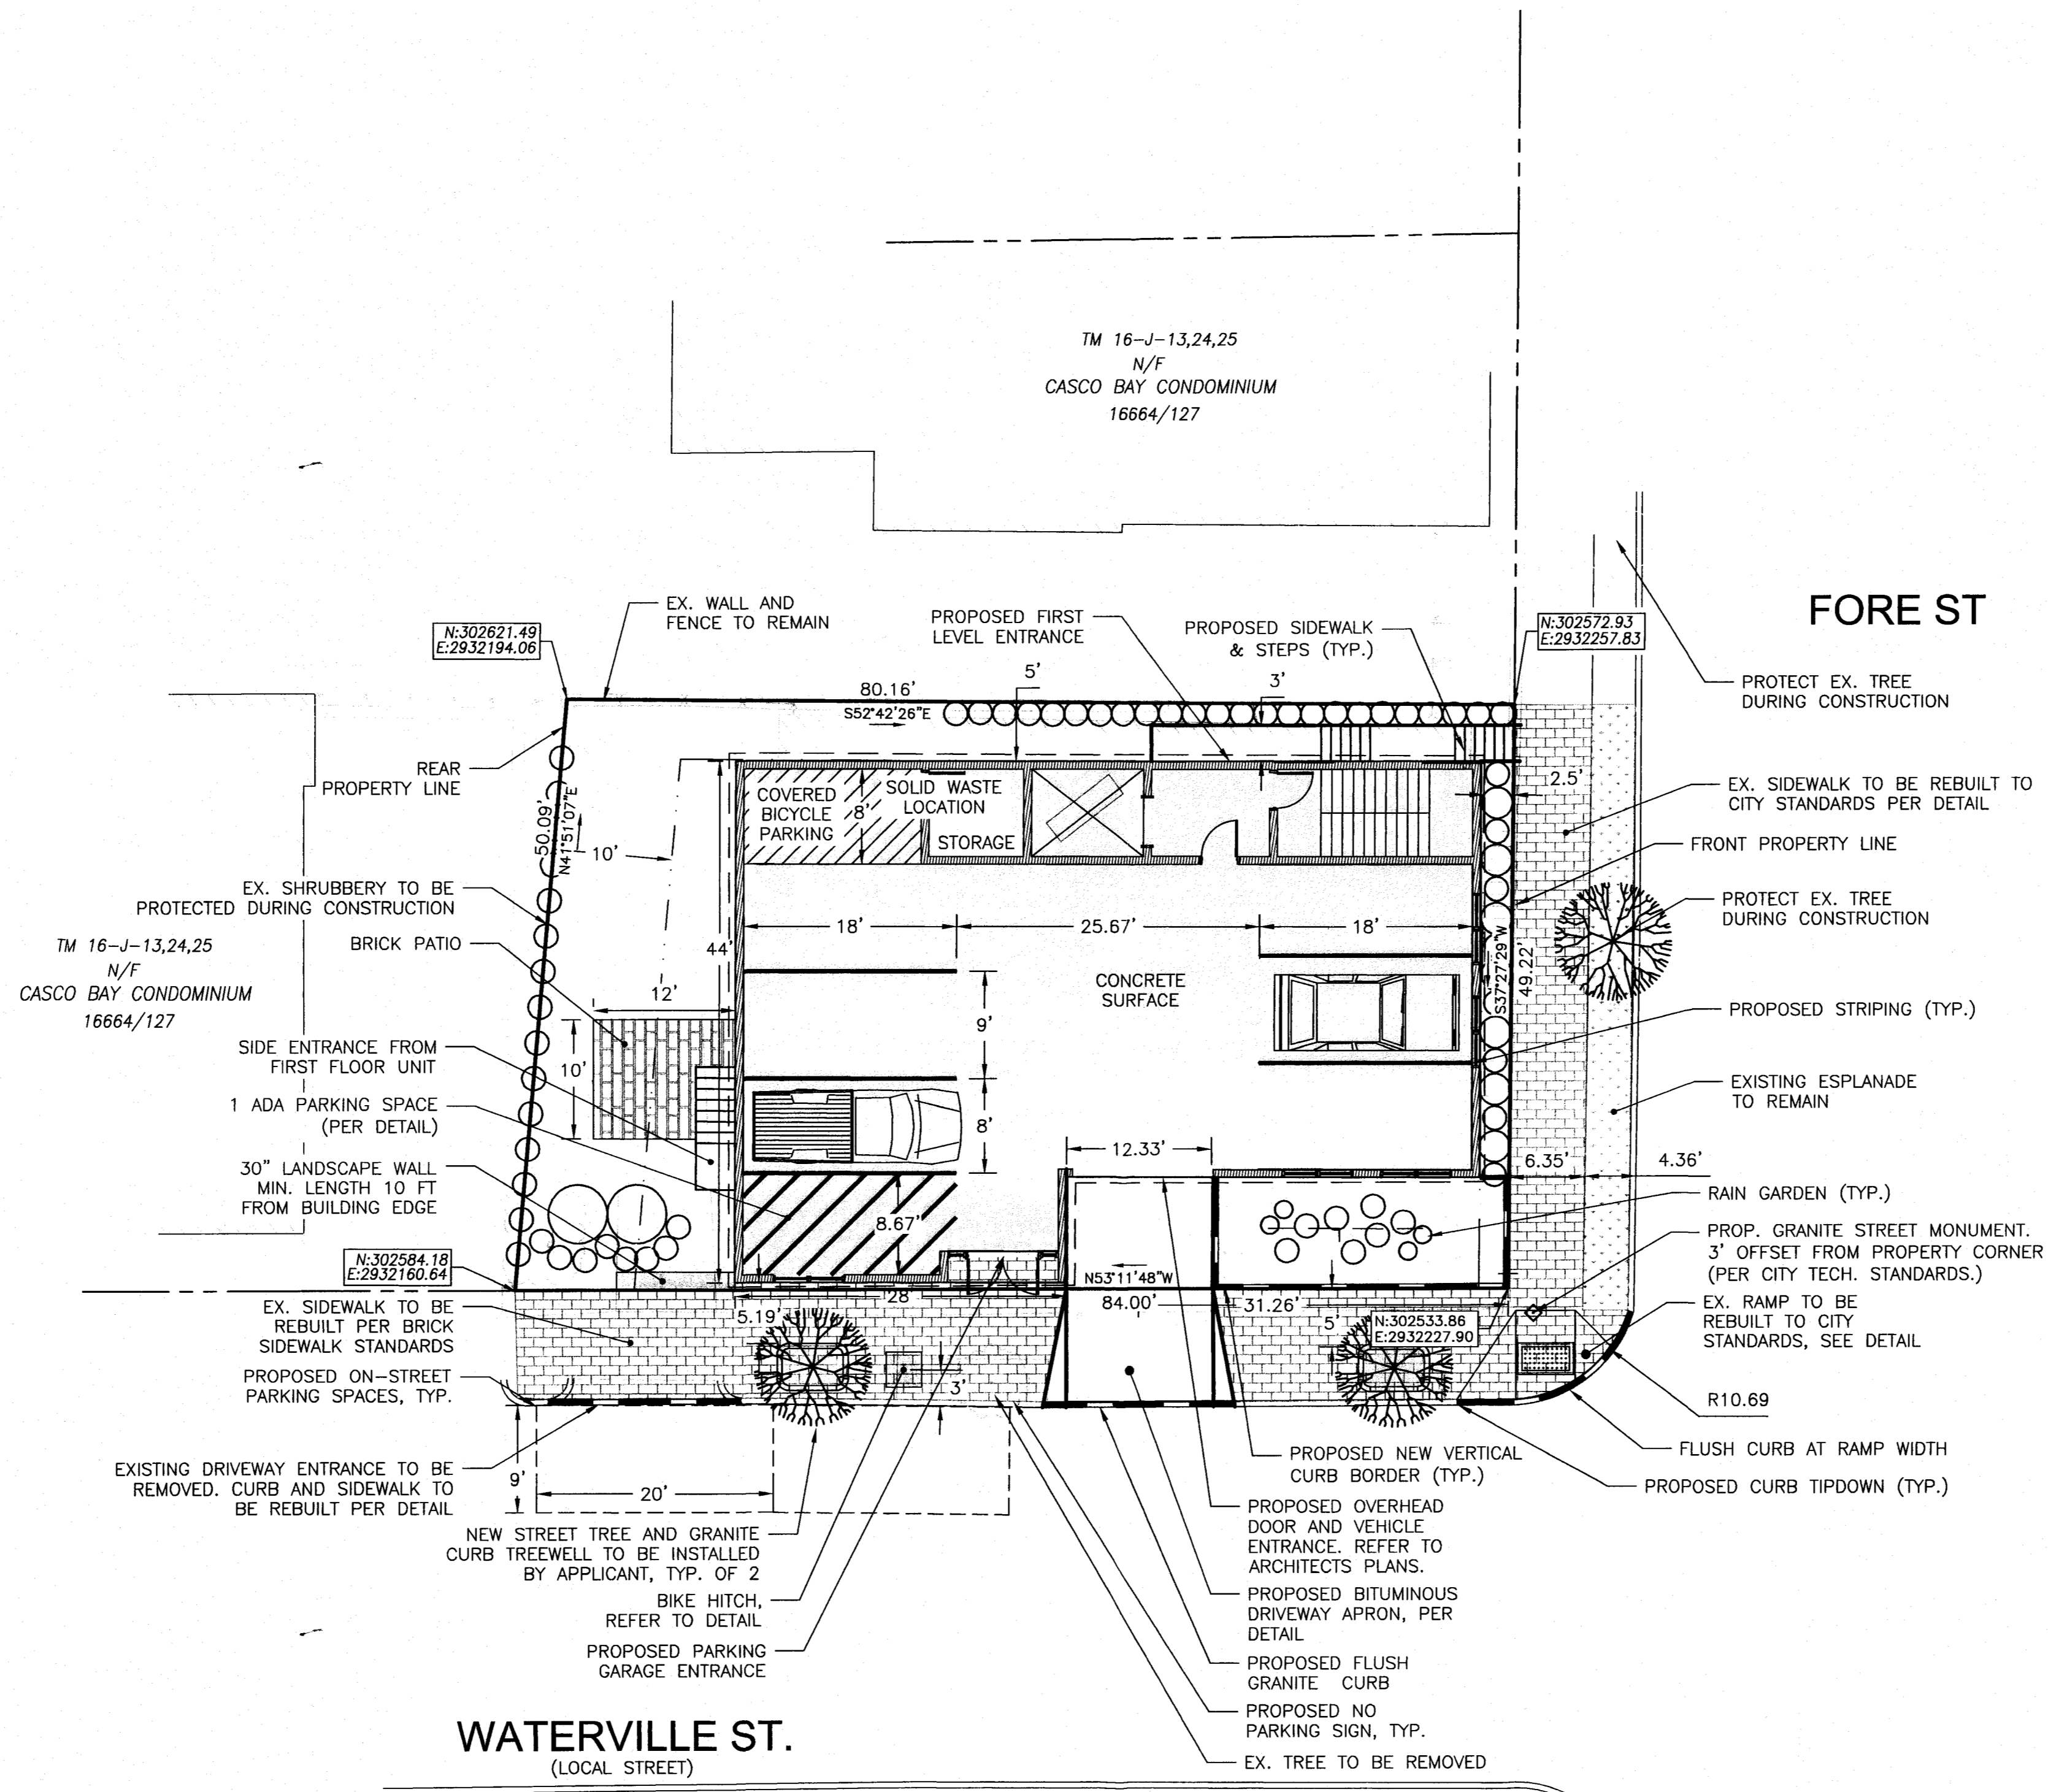 TM 16-J-13,24,25
N/F
CASCO BAY CONDOMINIUM
16664/127
FORE ST
EX. WALL AND
FENCE TO REMAIN
N:302621.49
E:2932194.06
PROPOSED FIRST
LEVEL ENTRANCE
PROPOSED SIDEWALK
& STEPS (TYP.)
N:302572.93
E:2932257.83
PROTECT EX. TREE
DURING CONSTRUCTION
5'
3'
80.16'
S52°42'26"E
REAR
PROPERTY LINE
COVERED
BICYCLE
PARKING
8'
SOLID WASTE
LOCATION
STORAGE
2.5'
EX. SIDEWALK TO BE REBUILT TO
CITY STANDARDS PER DETAIL
FRONT PROPERTY LINE
50.09'
N41°51'07"E
10'
EX. SHRUBBERY TO BE
PROTECTED DURING CONSTRUCTION
PROTECT EX. TREE
DURING CONSTRUCTION
TM 16-J-13,24,25
N/F
CASCO BAY CONDOMINIUM
16664/127
BRICK PATIO
44'
18'
25.67'
18'
S37°27'29"W
49.22'
CONCRETE
SURFACE
12'
9'
PROPOSED STRIPING (TYP.)
SIDE ENTRANCE FROM
FIRST FLOOR UNIT
10'
EXISTING ESPLANADE
TO REMAIN
1 ADA PARKING SPACE
(PER DETAIL)
8'
12.33'
30" LANDSCAPE WALL
MIN. LENGTH 10 FT
FROM BUILDING EDGE
6.35'
4.36'
RAIN GARDEN (TYP.)
8.67'
PROP. GRANITE STREET MONUMENT.
3' OFFSET FROM PROPERTY CORNER
(PER CITY TECH. STANDARDS.)
N:302584.18
E:2932160.64
N53°11'48"W
28'
84.00'
31.26'
5.19'
5'
N:302533.86
E:2932227.90
EX. SIDEWALK TO BE
REBUILT PER BRICK
SIDEWALK STANDARDS
EX. RAMP TO BE
REBUILT TO CITY
STANDARDS, SEE DETAIL
PROPOSED ON-STREET
PARKING SPACES, TYP.
3'
R10.69
FLUSH CURB AT RAMP WIDTH
PROPOSED CURB TIPDOWN (TYP.)
EXISTING DRIVEWAY ENTRANCE TO BE
REMOVED. CURB AND SIDEWALK TO
BE REBUILT PER DETAIL
9'
20'
PROPOSED NEW VERTICAL
CURB BORDER (TYP.)
NEW STREET TREE AND GRANITE
CURB TREEWELL TO BE INSTALLED
BY APPLICANT, TYP. OF 2
PROPOSED OVERHEAD
DOOR AND VEHICLE
ENTRANCE. REFER TO
ARCHITECTS PLANS.
BIKE HITCH,
REFER TO DETAIL
PROPOSED BITUMINOUS
DRIVEWAY APRON, PER
DETAIL
PROPOSED PARKING
GARAGE ENTRANCE
PROPOSED FLUSH
GRANITE CURB
PROPOSED NO
PARKING SIGN, TYP.
EX. TREE TO BE REMOVED
WATERVILLE ST.
(LOCAL STREET)